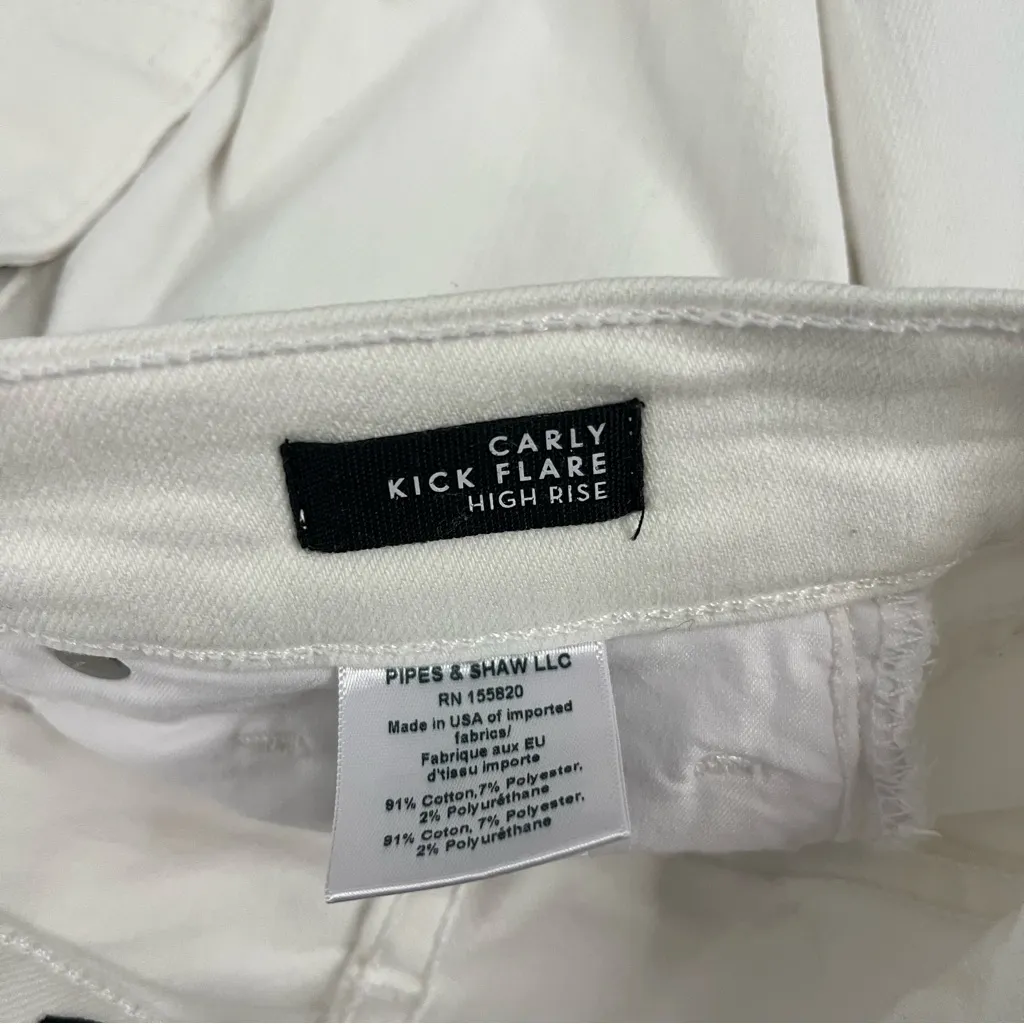 CARLY
KICK FLARE
HIGH RISE
PIPES & SHAW LLC
RN 155820
Made in USA of imported
fabrics/
Fabrique aux EU
d'tissu importe
91% Cotton,7% Polyester,
2% Polyuréthane
91% Coton, 7% Polyester,
2% Polyuréthane